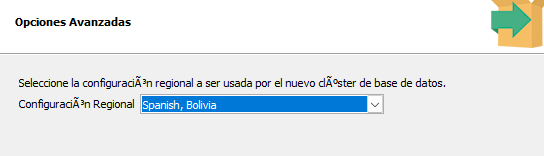 Opciones Avanzadas
Seleccione la configuraciÃ³n regional a ser usada por el nuevo clÃºster de base de datos.
ConfiguraciÃ³n Regional Spanish, Bolivia